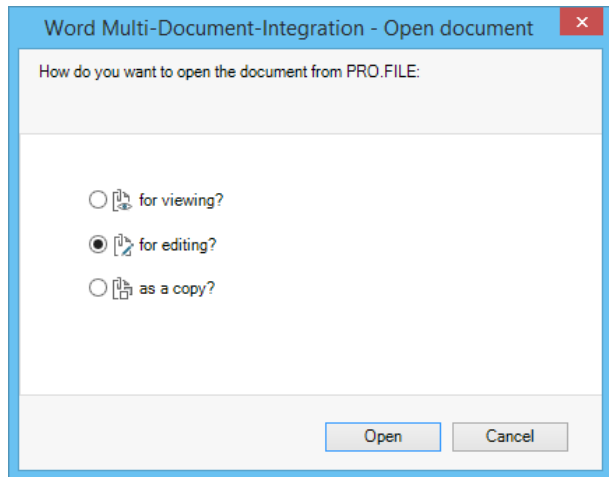 Word Multi-Document-Integration - Open document
How do you want to open the document from PRO.FILE:
for viewing?
for editing?
as a copy?
Open
Cancel